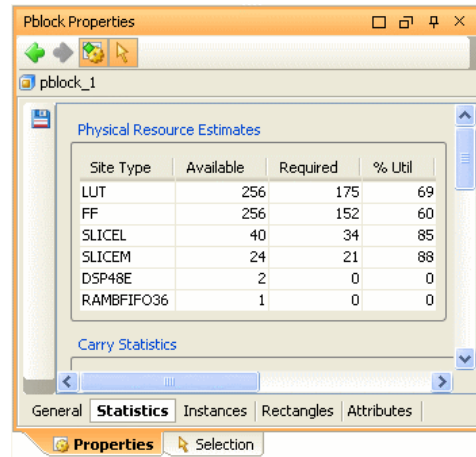 Pblock Properties
pblock_1
Physical Resource Estimates
Site Type Available Required % Util
LUT 256 175 69
FF 256 152 60
SLICEL 40 34 85
SLICEM 24 21 88
DSP48E 2 0 0
RAMBFIFO36 1 0 0
Carry Statistics
General Statistics Instances Rectangles Attributes
Properties Selection